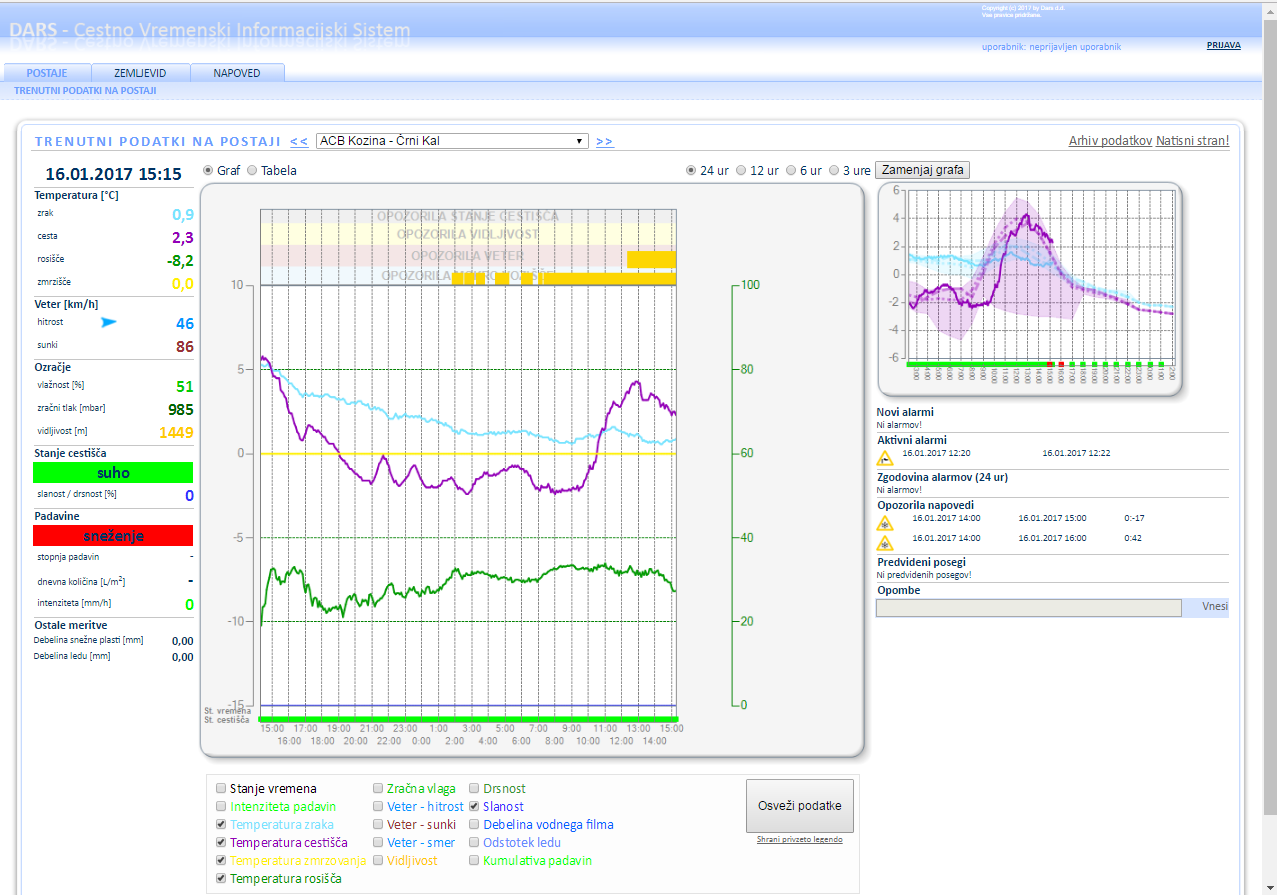 Copyright (c) 2017 by Dars d.d.
Vse pravice pridržane.
DARS - Cestno Vremenski Informacijski Sistem
uporabnik: neprijavljen uporabnik
PRIJAVA
POSTAJE ZEMLJEVID NAPOVED
TRENUTNI PODATKI NA POSTAJI
TRENUTNI PODATKI NA POSTAJI << ACB Kozina - Črni Kal >>
Arhiv podatkov Natisni stran!
16.01.2017 15:15
Temperatura [°C]
zrak 0,9
cesta 2,3
rosišče -8,2
zmrzišče 0,0
Veter [km/h]
hitrost 46
sunki 86
Ozračje
vlažnost [%] 51
zračni tlak [mbar] 985
vidljivost [m] 1449
Stanje cestišča
suho
slanost / drsnost [%] 0
Padavine
sneženje
stopnja padavin -
dnevna količina [L/m2] -
intenziteta [mm/h] 0
Ostale meritve
Debelina snežne plasti [mm] 0,00
Debelina ledu [mm] 0,00
Graf Tabela
24 ur 12 ur 6 ur 3 ure Zamenjaj grafa
OPOZORILA STANJE CESTIŠČA
OPOZORILA VIDLJIVOST
OPOZORILA VETER
OPOZORILA
10 100
5 80
0 60
-5 40
-10 20
-15 0
St. vremena
St. cestišča
15:00 17:00 19:00 21:00 23:00 1:00 3:00 5:00 7:00 9:00 11:00 13:00 15:00
16:00 18:00 20:00 22:00 0:00 2:00 4:00 6:00 8:00 10:00 12:00 14:00
6
4
2
0
-2
-4
-6
Novi alarmi
Ni alarmov!
Aktivni alarmi
16.01.2017 12:20 16.01.2017 12:22
Zgodovina alarmov (24 ur)
Ni alarmov!
Opozorila napovedi
16.01.2017 14:00 16.01.2017 15:00 0:-17
16.01.2017 14:00 16.01.2017 16:00 0:42
Predvideni posegi
Ni predvidenih posegov!
Opombe
Vnesi
Stanje vremena Zračna vlaga Drsnost
Intenziteta padavin Veter - hitrost Slanost
Temperatura zraka Veter - sunki Debelina vodnega filma
Temperatura cestišča Veter - smer Odstotek ledu
Temperatura zmrzovanja Vidljivost Kumulativa padavin
Temperatura rosišča
Osveži podatke
Shrani privzeto legendo